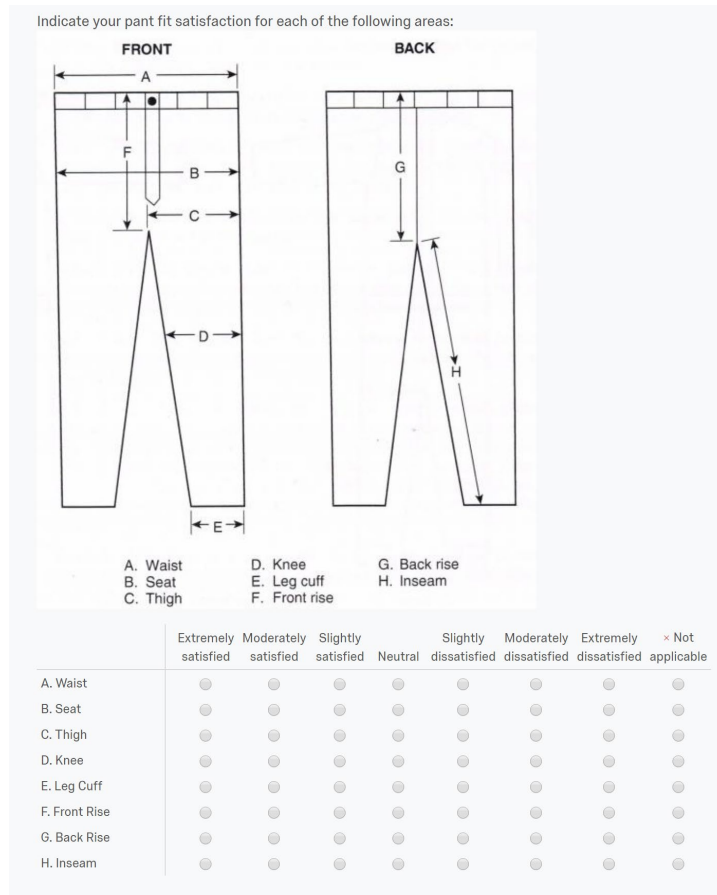 Indicate your pant fit satisfaction for each of the following areas:
FRONT
BACK
A
F
B
C
D
E
G
H
A. Waist
B. Seat
C. Thigh
D. Knee
E. Leg cuff
F. Front rise
G. Back rise
H. Inseam
Extremely satisfied
Moderately satisfied
Slightly satisfied
Neutral
Slightly dissatisfied
Moderately dissatisfied
Extremely dissatisfied
× Not applicable
A. Waist
B. Seat
C. Thigh
D. Knee
E. Leg Cuff
F. Front Rise
G. Back Rise
H. Inseam